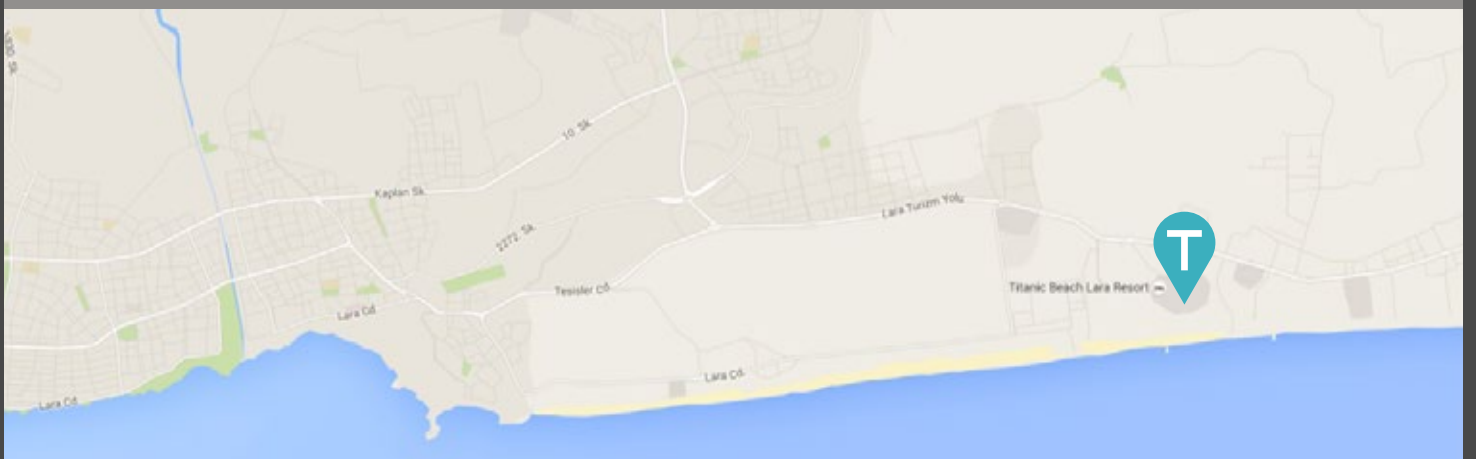 Kaplan Sk
10. Sk.
2272. Sk.
Lara Turizm Yolu
T
Titanic Beach Lara Resort
Tesisler Cd.
Lara Cd.
Lara Cd.
Lara Cd.